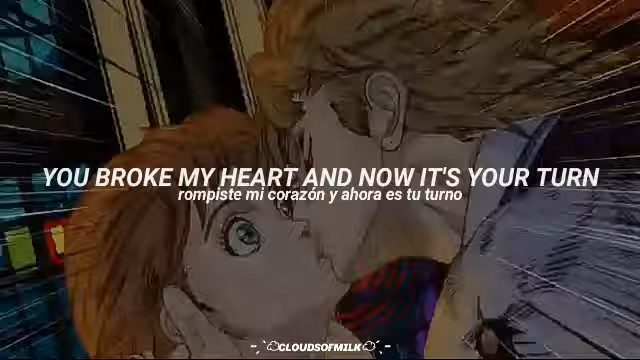 YOU BROKE MY HEART AND NOW IT'S YOUR TURN
rompiste mi corazón y ahora es tu turno
CLOUDSOFMILK